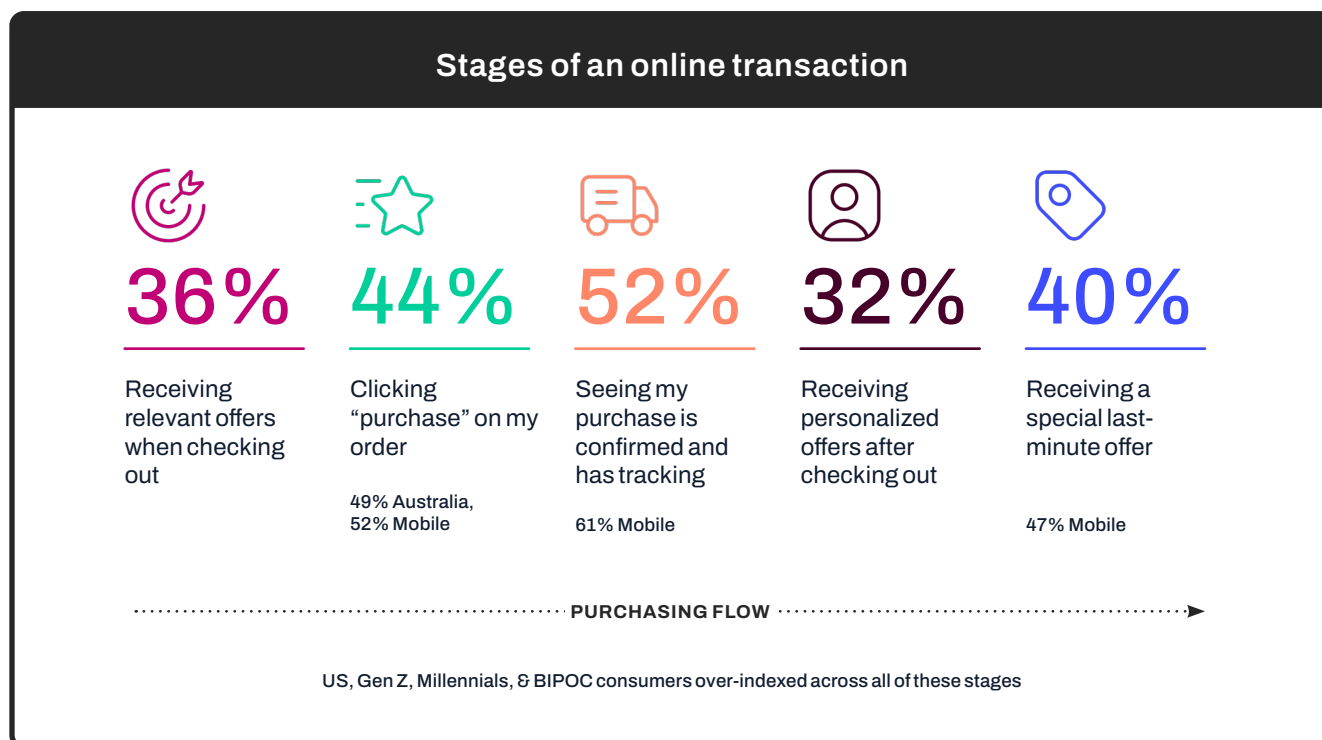 Stages of an online transaction
36%
Receiving
relevant offers
when checking
out
44%
Clicking
“purchase” on my
order
49% Australia,
52% Mobile
52%
Seeing my
purchase is
confirmed and
has tracking
61% Mobile
32%
Receiving
personalized
offers after
checking out
40%
Receiving a
special last-
minute offer
47% Mobile
PURCHASING FLOW
US, Gen Z, Millennials, & BIPOC consumers over-indexed across all of these stages